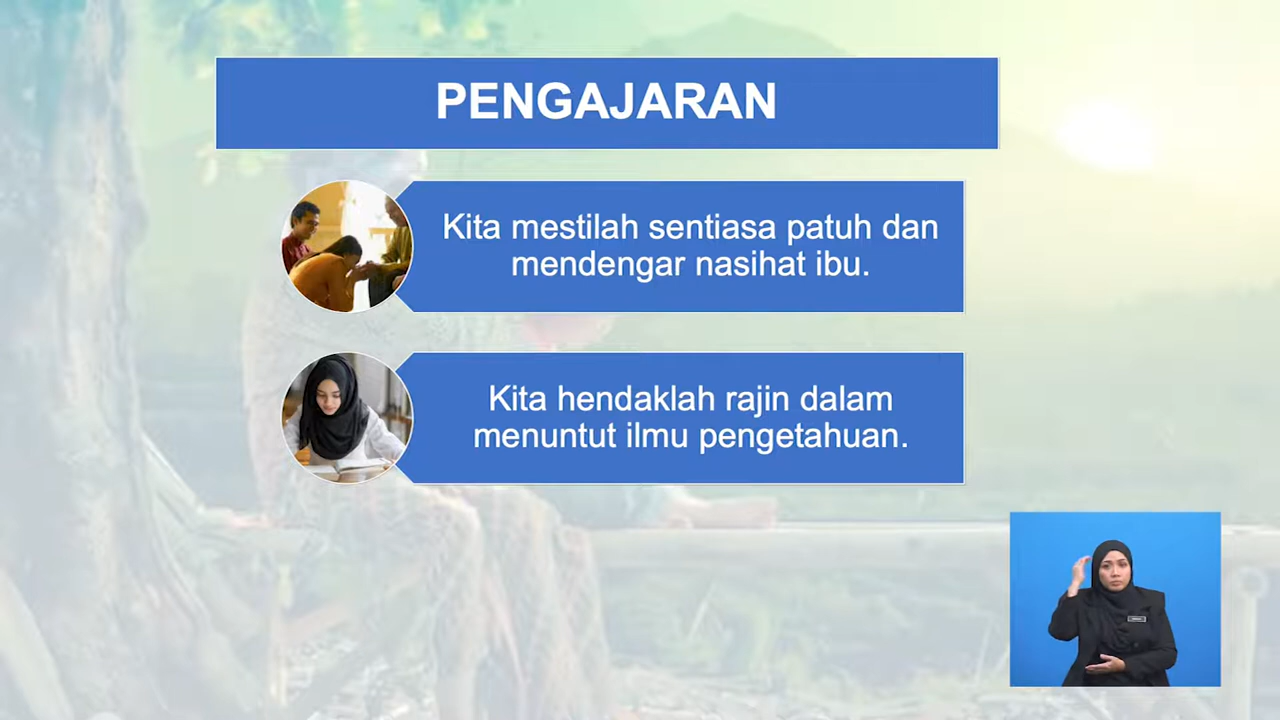 PENGAJARAN
Kita mestilah sentiasa patuh dan
mendengar nasihat ibu.
Kita hendaklah rajin dalam
menuntut ilmu pengetahuan.